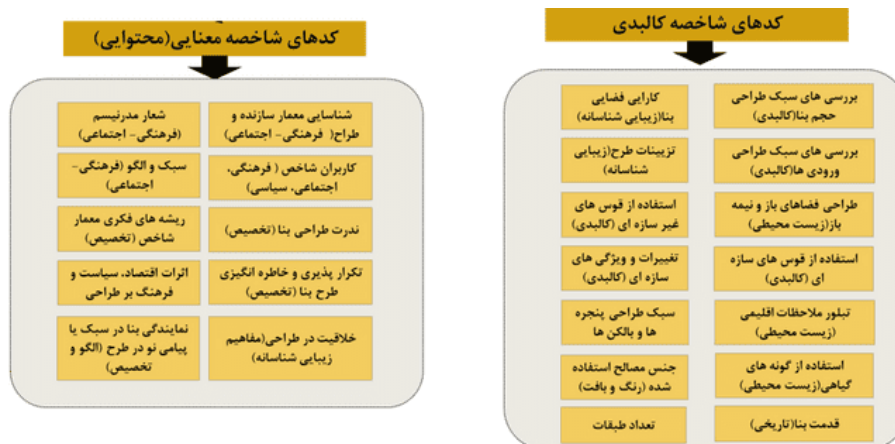 کدهای شاخصه کالبدی
بررسی های سبک طراحی
حجم بنا(کالبدی)
کارایی فضایی
بنا(زیبایی شناسانه)
بررسی های سبک طراحی
ورودی ها(کالبدی)
تزیینات طرح(زیبایی
شناسانه)
طراحی فضاهای باز و نیمه
باز(زیست محیطی)
استفاده از قوس های
غیر سازه ای (کالبدی)
استفاده از قوس های سازه
ای (کالبدی)
تغییرات و ویژگی های
سازه ای (کالبدی)
تبلور ملاحظات اقلیمی
(زیست محیطی)
سبک طراحی پنجره
ها و بالکن ها
استفاده از گونه های
گیاهی(زیست محیطی)
جنس مصالح استفاده
شده (رنگ و بافت)
قدمت بنا(تاریخی)
تعداد طبقات
کدهای شاخصه معنایی(محتوایی)
شناسایی معمار سازنده و
طراح( فرهنگی- اجتماعی)
شعار مدرنیسم
(فرهنگی- اجتماعی)
کاربران شاخص ( فرهنگی،
اجتماعی، سیاسی)
سبک و الگو (فرهنگی-
اجتماعی)
ندرت طراحی بنا (تخصیص)
ریشه های فکری معمار
شاخص (تخصیص)
تکرار پذیری و خاطره انگیزی
طرح بنا (تخصیص)
اثرات اقتصاد، سیاست و
فرهنگ بر طراحی
خلاقیت در طراحی(مفاهیم
زیبایی شناسانه)
نمایندگی بنا در سبک یا
پیامی نو در طرح (الگو و
تخصیص)